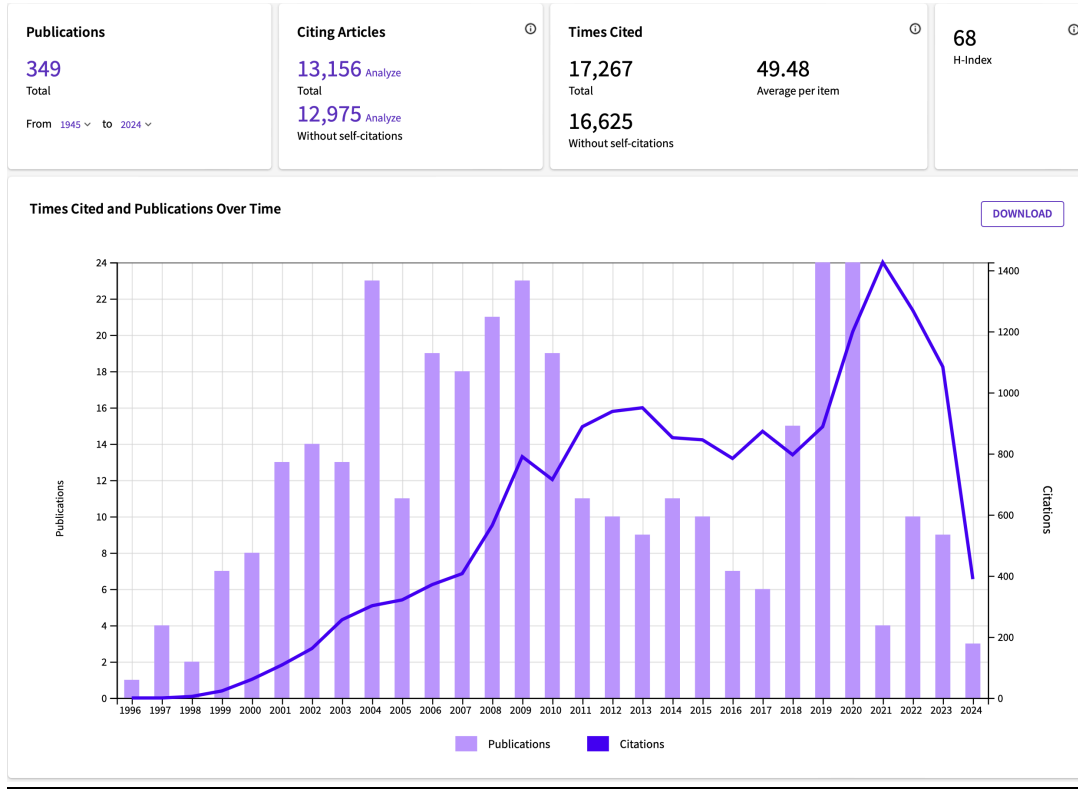 Publications
349
Total
From 1945 to 2024
Citing Articles
13,156 Analyze
Total
12,975 Analyze
Without self-citations
Times Cited
17,267
Total
49.48
Average per item
16,625
Without self-citations
68
H-Index
Times Cited and Publications Over Time
DOWNLOAD
24
22
20
18
16
14
12
10
8
6
4
2
0
Publications
1400
1200
1000
800
600
400
200
0
Citations
1996 1997 1998 1999 2000 2001 2002 2003 2004 2005 2006 2007 2008 2009 2010 2011 2012 2013 2014 2015 2016 2017 2018 2019 2020 2021 2022 2023 2024
Publications Citations